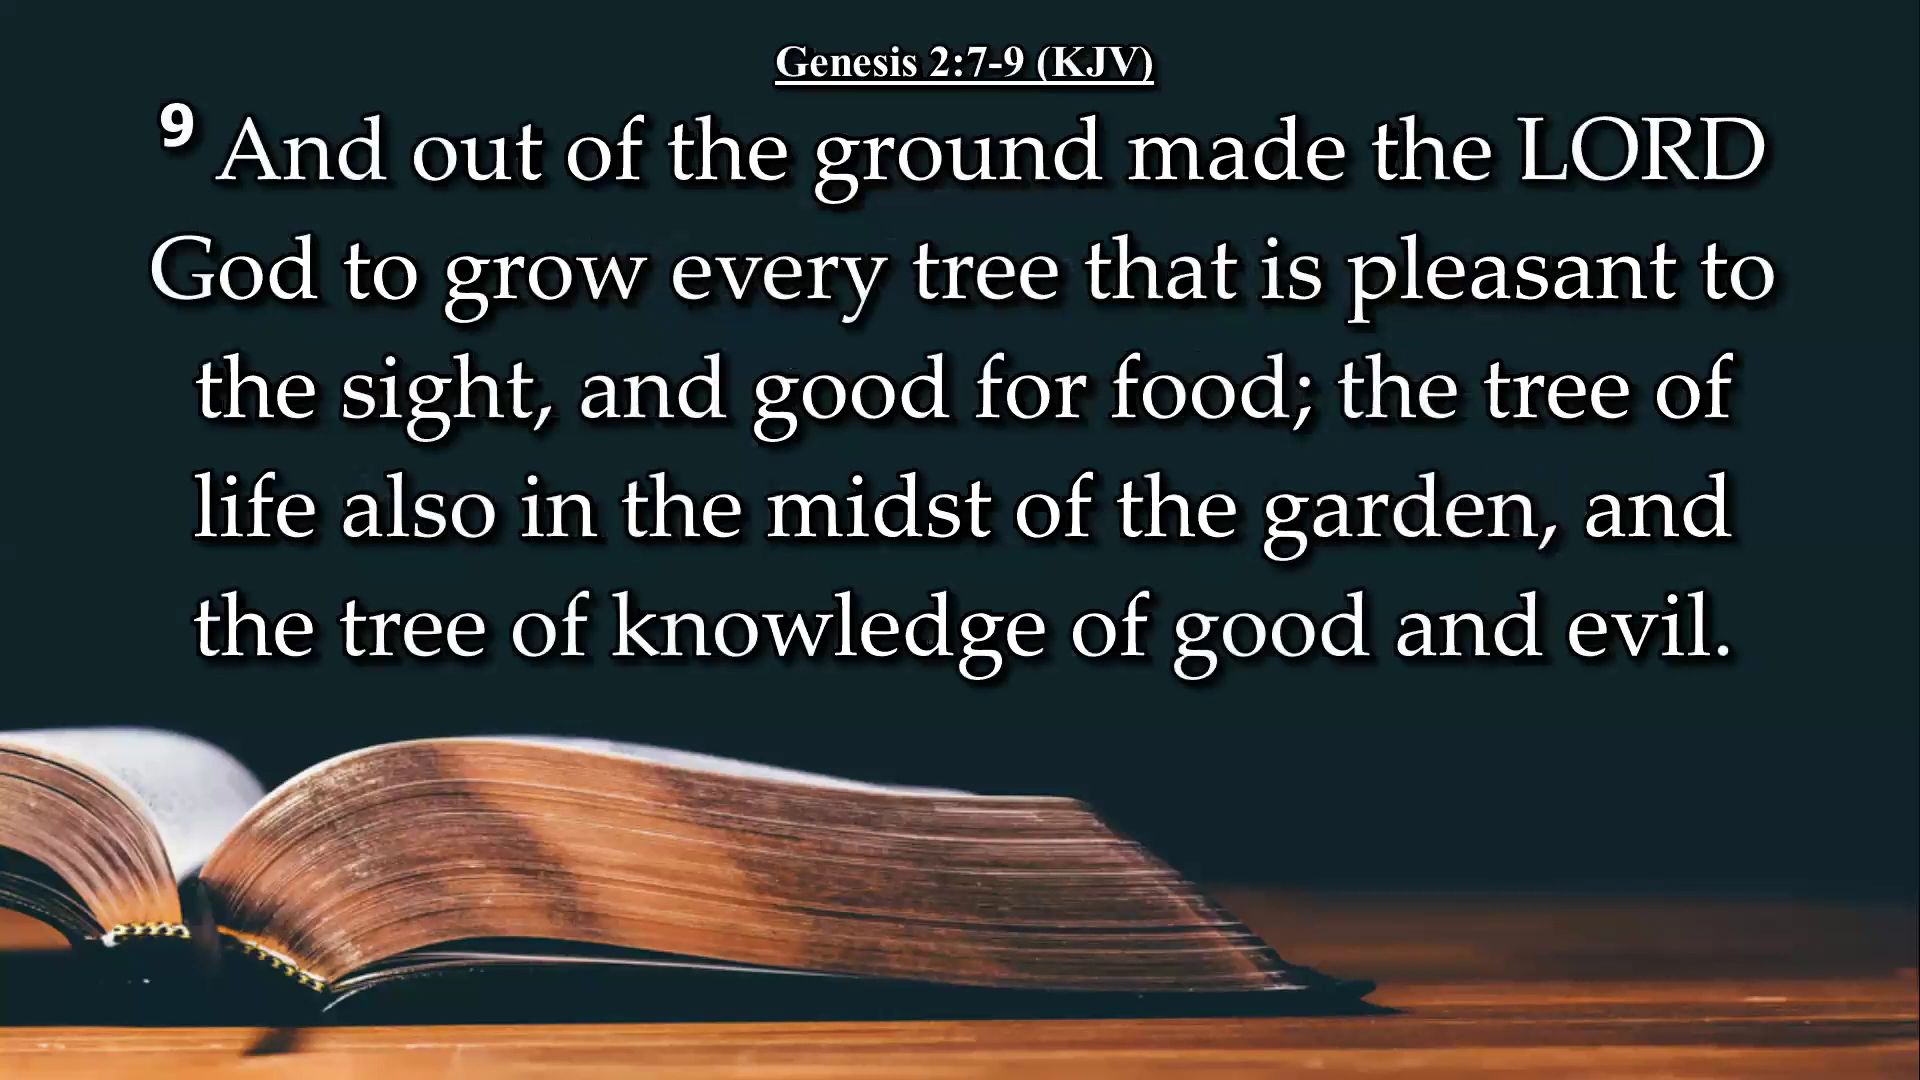 Genesis 2:7-9 (KJV)
9 And out of the ground made the LORD
God to grow every tree that is pleasant to
the sight, and good for food; the tree of
life also in the midst of the garden, and
the tree of knowledge of good and evil.